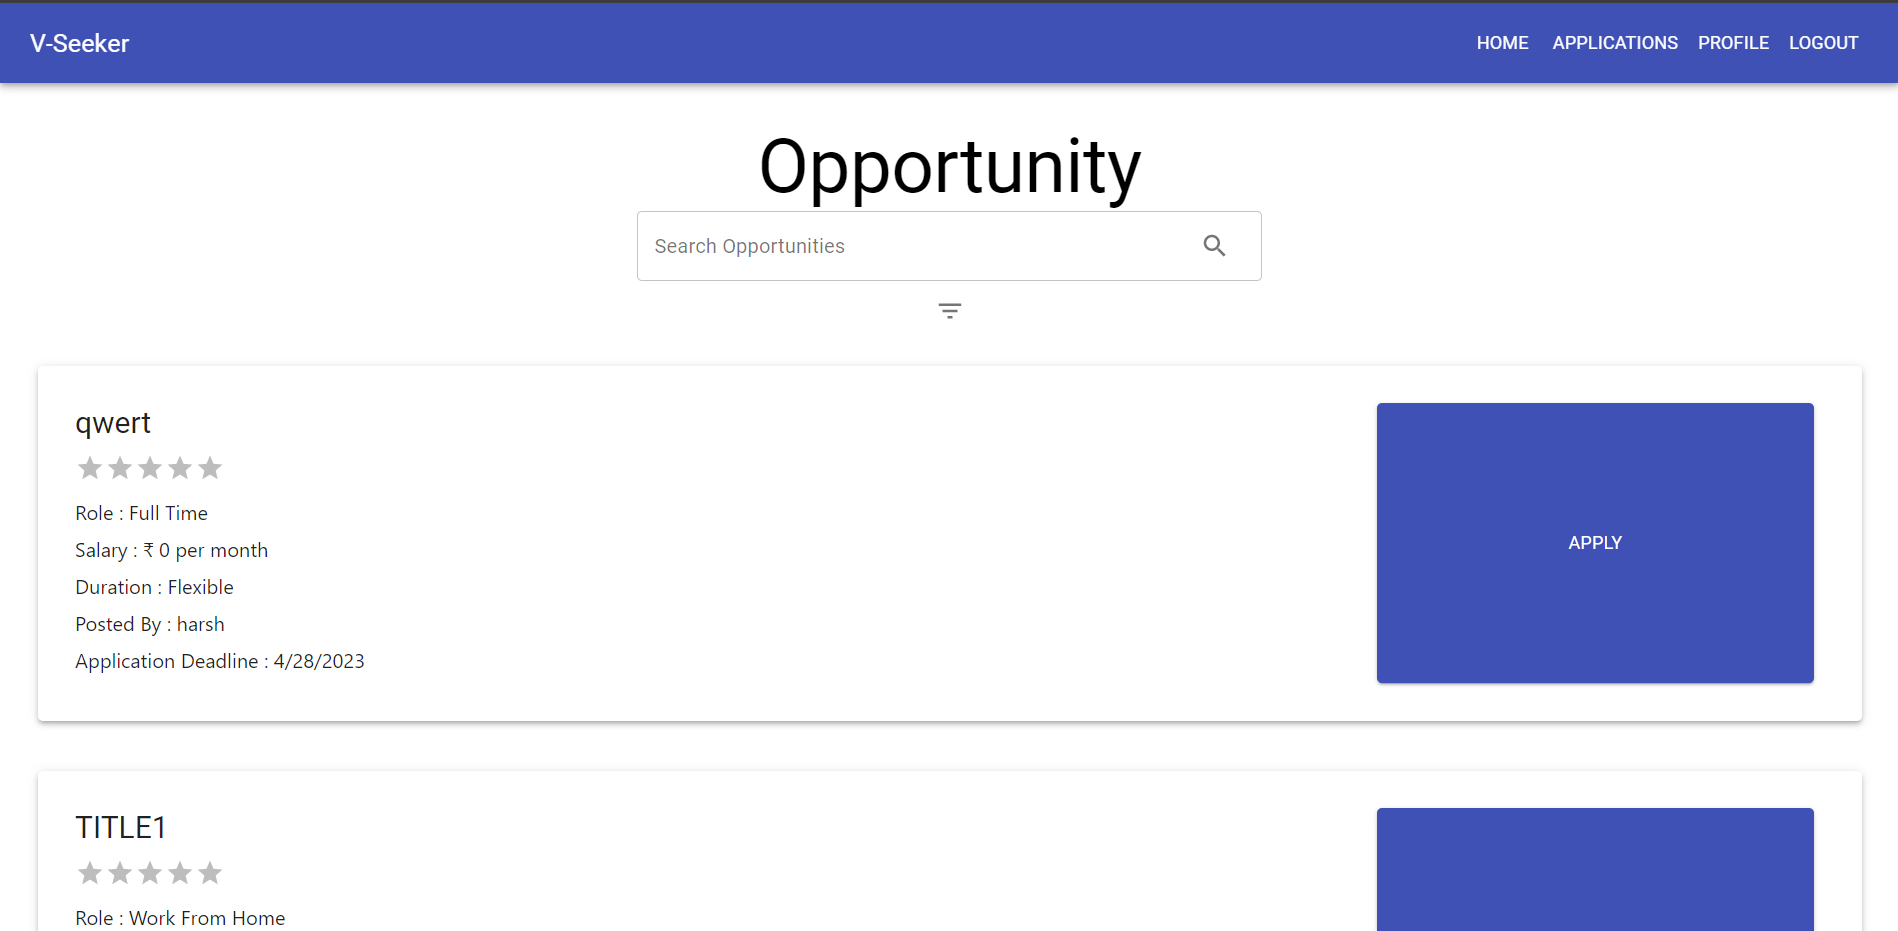 V-Seeker
HOME APPLICATIONS PROFILE LOGOUT
Opportunity
Search Opportunities
qwert
Role : Full Time
Salary : ₹ 0 per month
Duration : Flexible
Posted By : harsh
Application Deadline : 4/28/2023
APPLY
TITLE1
Role : Work From Home